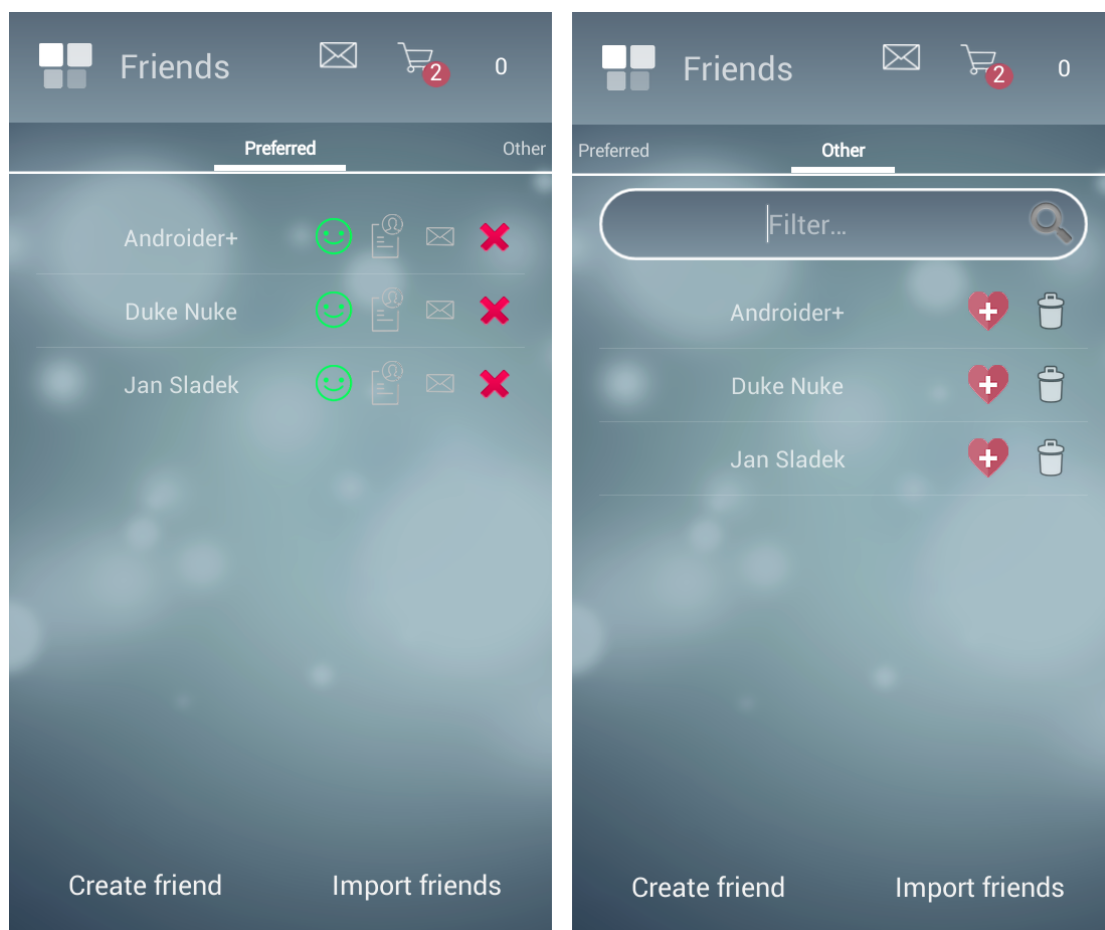 Friends 2 0
Preferred Other
Androider+
Duke Nuke
Jan Sladek
Create friend Import friends
Friends 2 0
Preferred Other
Filter...
Androider+
Duke Nuke
Jan Sladek
Create friend Import friends